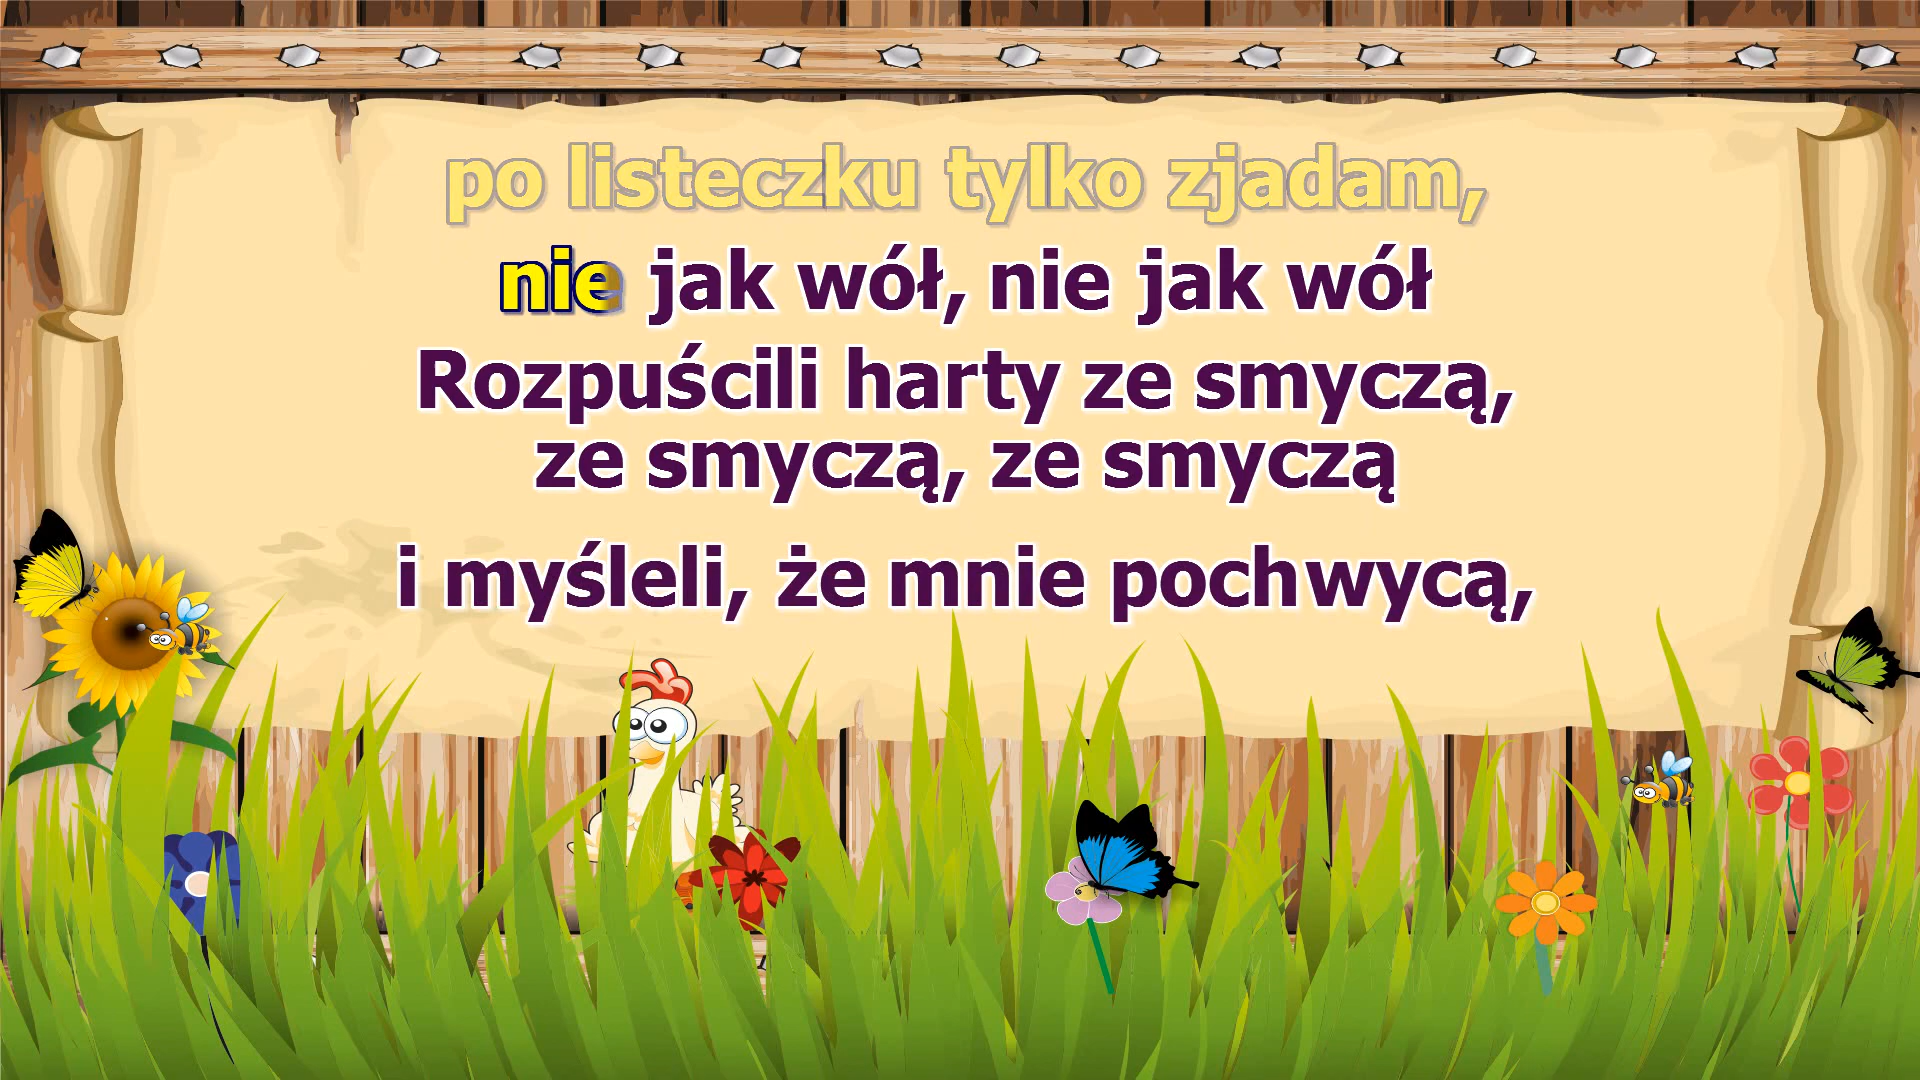 po listeczku tylko zjadam,
nie jak wół, nie jak wół
Rozpuścili harty ze smyczą,
ze smyczą, ze smyczą
i myśleli, że mnie pochwycą,